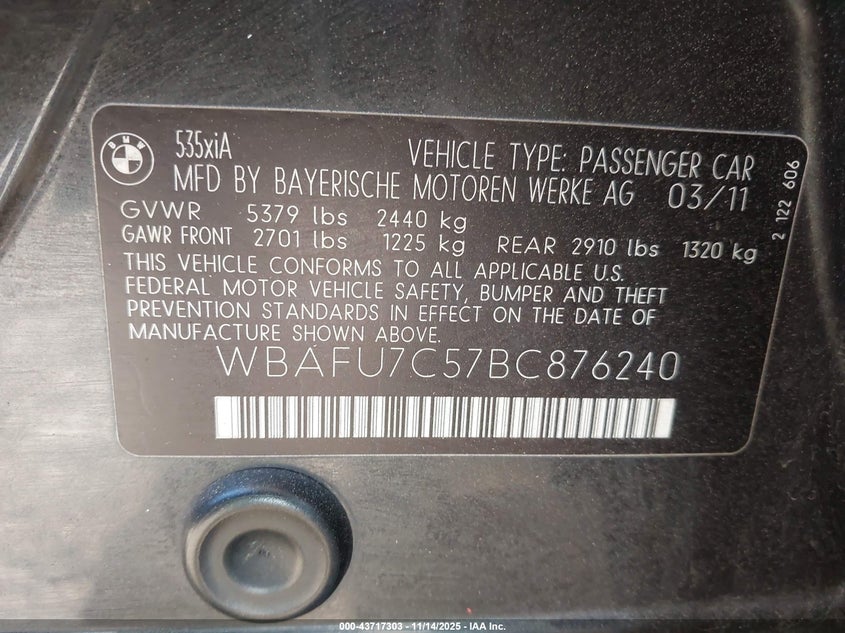 BMW
535xiA
VEHICLE TYPE: PASSENGER CAR
MFD BY BAYERISCHE MOTOREN WERKE AG 03/11
GVWR 5379 lbs 2440 kg
GAWR FRONT 2701 lbs 1225 kg REAR 2910 lbs 1320 kg
THIS VEHICLE CONFORMS TO ALL APPLICABLE U.S.
FEDERAL MOTOR VEHICLE SAFETY, BUMPER AND THEFT
PREVENTION STANDARDS IN EFFECT ON THE DATE OF
MANUFACTURE SHOWN ABOVE.
WBAFU7C57BC876240
2 122 606
000-43717303 - 11/14/2025 - IAA Inc.